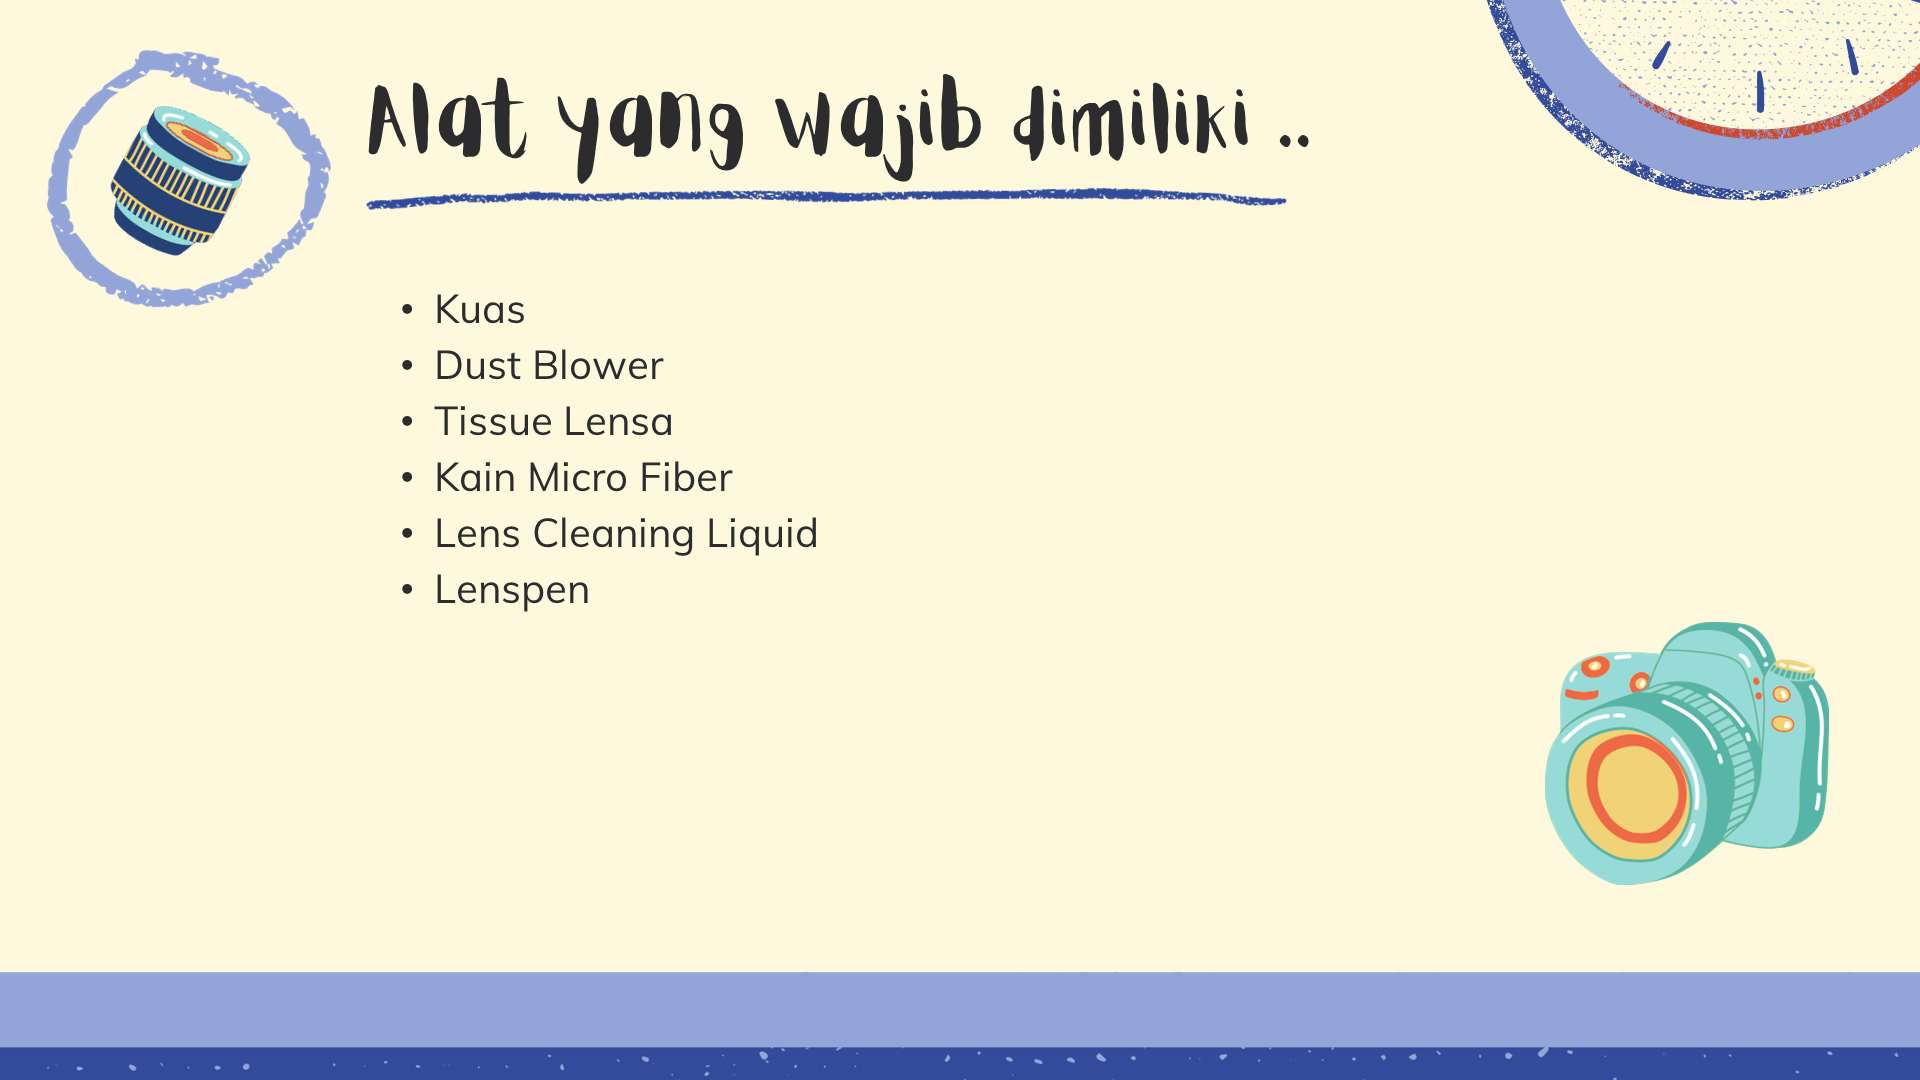 Alat yang wajib dimiliki ..
• Kuas
• Dust Blower
• Tissue Lensa
• Kain Micro Fiber
• Lens Cleaning Liquid
• Lenspen